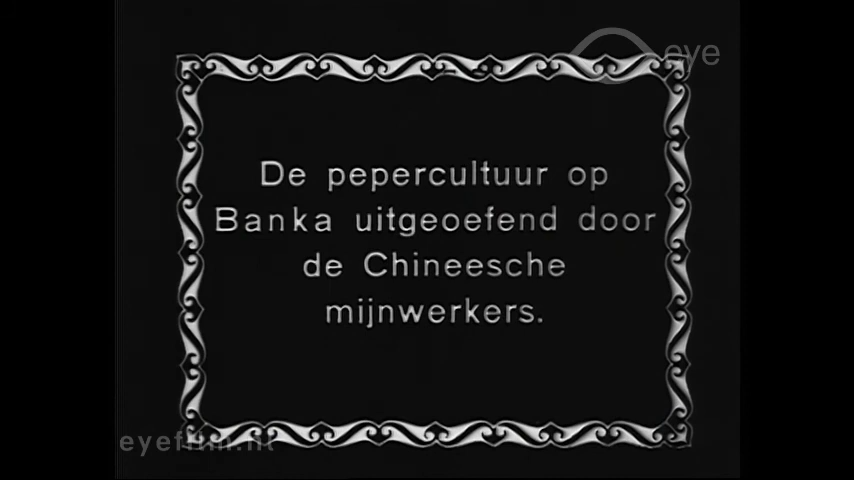 eye
De pepercultuur op
Banka uitgeoefend door
de Chineesche
mijnwerkers.
eyefilm.nl